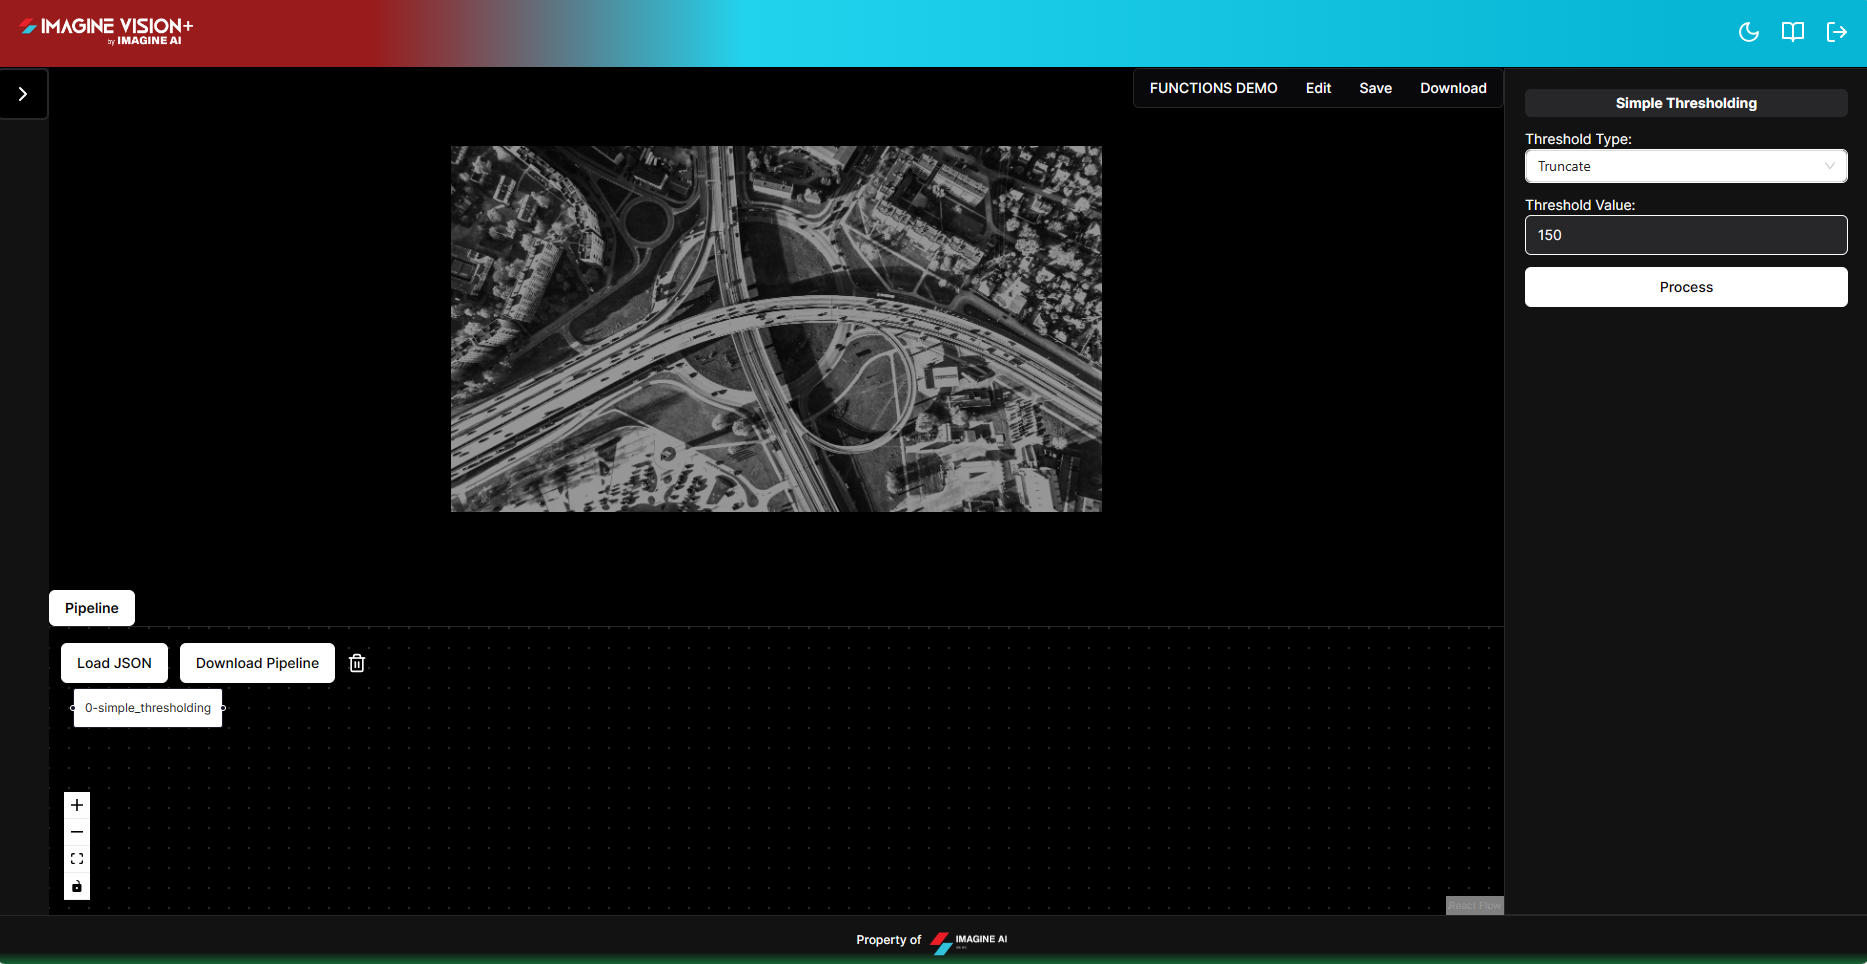 IMAGINE VISION+
by IMAGINE AI
FUNCTIONS DEMO Edit Save Download
Simple Thresholding
Threshold Type:
Truncate
Threshold Value:
150
Process
Pipeline
Load JSON Download Pipeline
0-simple_thresholding
React Flow
Property of IMAGINE AI